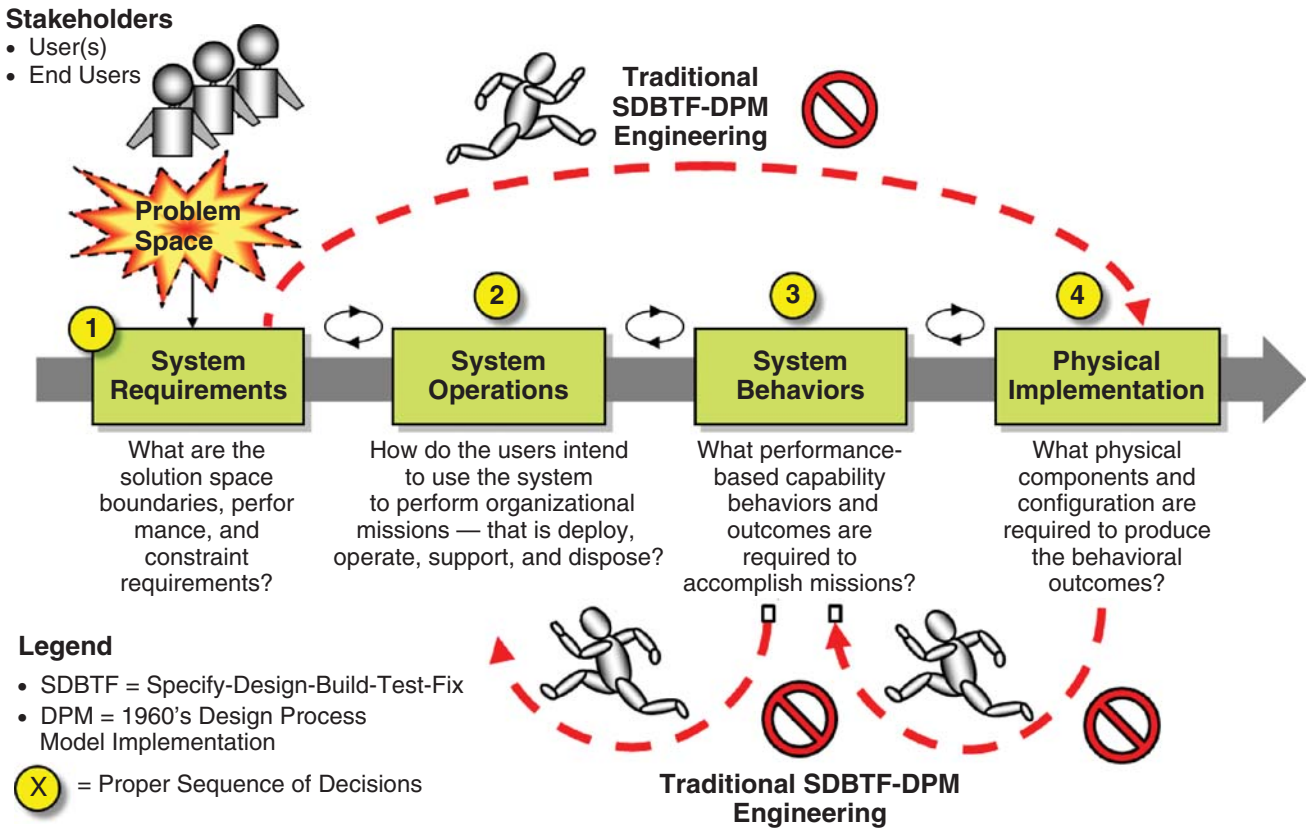 Stakeholders
• User(s)
• End Users
Traditional
SDBTF-DPM
Engineering
Problem
Space
1
2
3
4
System
Requirements
System
Operations
System
Behaviors
Physical
Implementation
What are the
solution space
boundaries, perfor
mance, and
constraint
requirements?
How do the users intend
to use the system
to perform organizational
missions — that is deploy,
operate, support, and dispose?
What performance-
based capability
behaviors and
outcomes are
required to
accomplish missions?
What physical
components and
configuration are
required to produce
the behavioral
outcomes?
Legend
• SDBTF = Specify-Design-Build-Test-Fix
• DPM = 1960's Design Process
Model Implementation
X = Proper Sequence of Decisions
Traditional SDBTF-DPM
Engineering